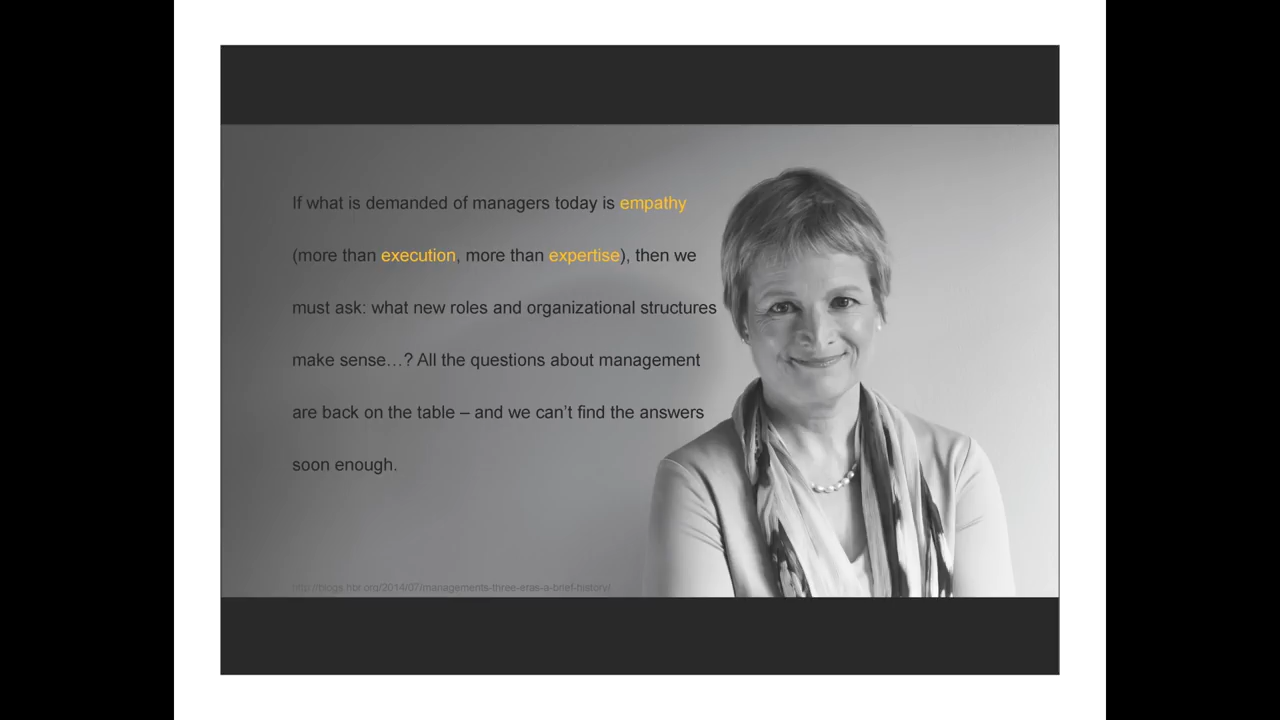 If what is demanded of managers today is empathy
(more than execution, more than expertise), then we
must ask: what new roles and organizational structures
make sense…? All the questions about management
are back on the table – and we can’t find the answers
soon enough.
http://blogs.hbr.org/2014/07/managements-three-eras-a-brief-history/